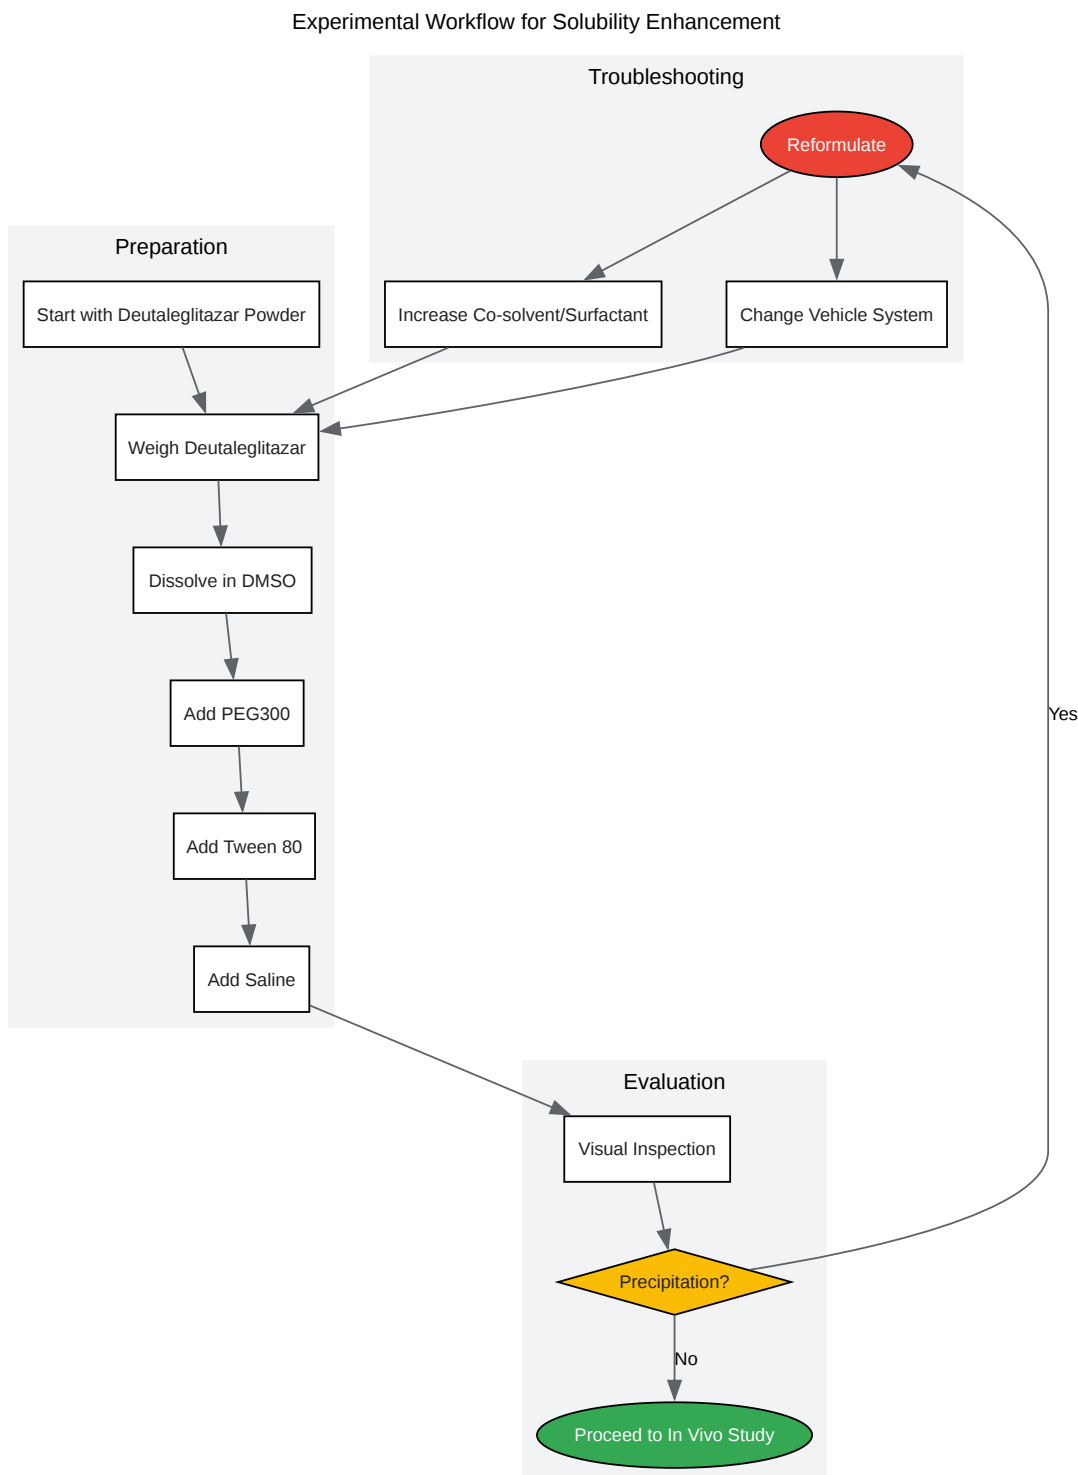 Experimental Workflow for Solubility Enhancement
Troubleshooting
Reformulate
Preparation
Start with Deutaleglitazar Powder
Increase Co-solvent/Surfactant
Change Vehicle System
Weigh Deutaleglitazar
Dissolve in DMSO
Add PEG300
Yes
Add Tween 80
Add Saline
Evaluation
Visual Inspection
Precipitation?
No
Proceed to In Vivo Study